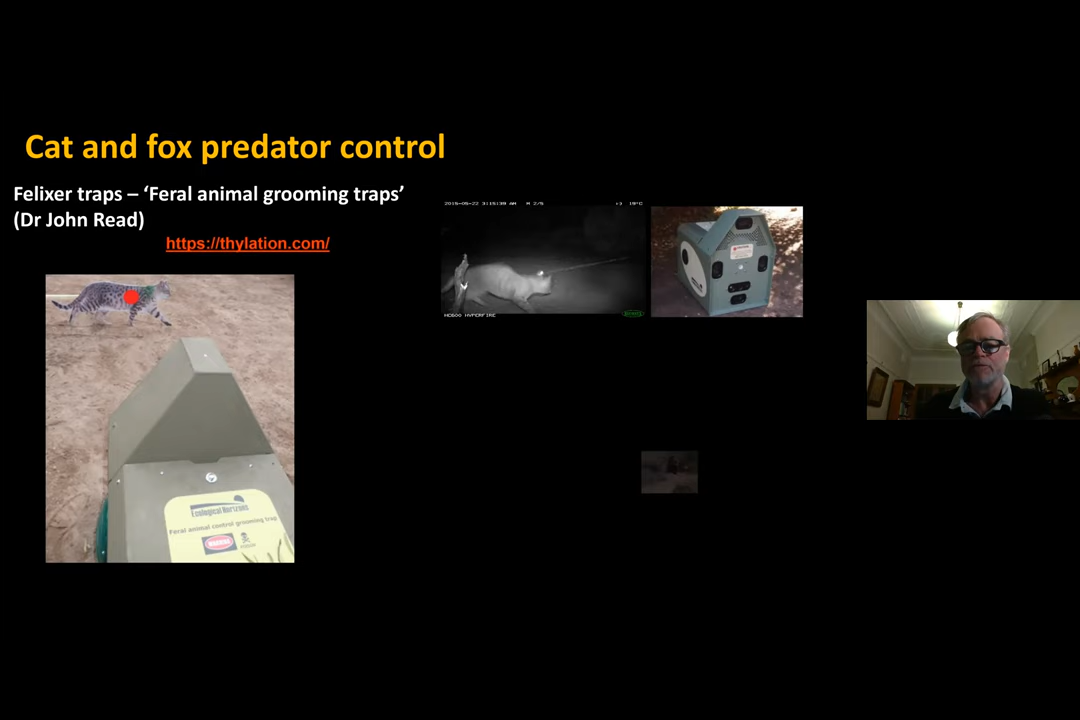 Cat and fox predator control
Felixer traps – ‘Feral animal grooming traps’
(Dr John Read)
https://thylation.com/
Ecological Horizons
Feral animal control grooming trap